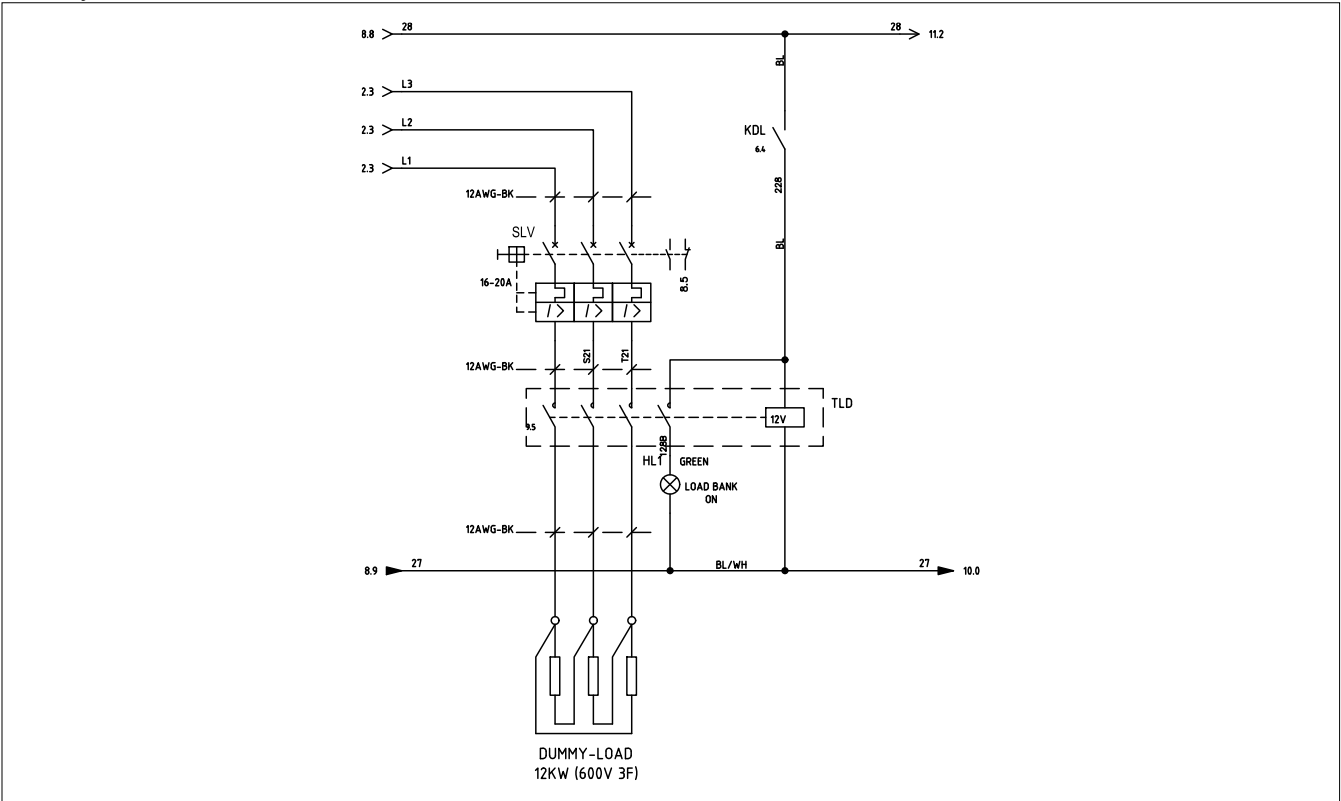 8.8 28 28 11.2
BL
2.3 L3
2.3 L2
KDL
6.4
2.3 L1
228
12AWG-BK
SLV
BL
16-20A
8.5
S21 T21
12AWG-BK
TLD
9.5
12V
128B
HL1 GREEN
LOAD BANK
ON
12AWG-BK
8.9 27 BL/WH 27 10.0
DUMMY-LOAD
12KW (600V 3F)